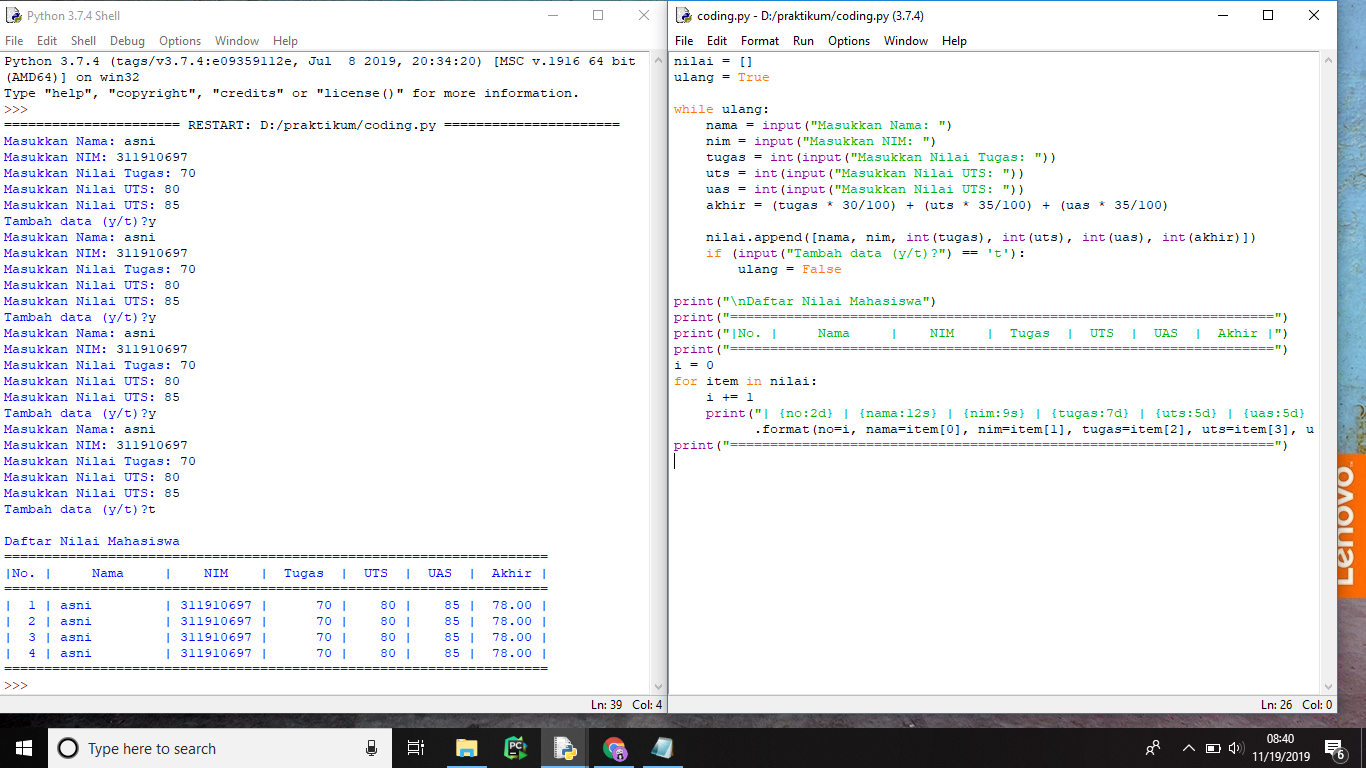 Python 3.7.4 Shell
File Edit Shell Debug Options Window Help
Python 3.7.4 (tags/v3.7.4:e09359112e, Jul  8 2019, 20:34:20) [MSC v.1916 64 bit
(AMD64)] on win32
Type "help", "copyright", "credits" or "license()" for more information.
>>>
====================== RESTART: D:/praktikum/coding.py ======================
Masukkan Nama: asni
Masukkan NIM: 311910697
Masukkan Nilai Tugas: 70
Masukkan Nilai UTS: 80
Masukkan Nilai UTS: 85
Tambah data (y/t)?y
Masukkan Nama: asni
Masukkan NIM: 311910697
Masukkan Nilai Tugas: 70
Masukkan Nilai UTS: 80
Masukkan Nilai UTS: 85
Tambah data (y/t)?y
Masukkan Nama: asni
Masukkan NIM: 311910697
Masukkan Nilai Tugas: 70
Masukkan Nilai UTS: 80
Masukkan Nilai UTS: 85
Tambah data (y/t)?y
Masukkan Nama: asni
Masukkan NIM: 311910697
Masukkan Nilai Tugas: 70
Masukkan Nilai UTS: 80
Masukkan Nilai UTS: 85
Tambah data (y/t)?t
Daftar Nilai Mahasiswa
====================================================================
|No. |     Nama     |    NIM    |  Tugas  |  UTS  |  UAS  |  Akhir |
====================================================================
|  1 | asni         | 311910697 |      70 |    80 |    85 |  78.00 |
|  2 | asni         | 311910697 |      70 |    80 |    85 |  78.00 |
|  3 | asni         | 311910697 |      70 |    80 |    85 |  78.00 |
|  4 | asni         | 311910697 |      70 |    80 |    85 |  78.00 |
====================================================================
>>>
Ln: 39 Col: 4
coding.py - D:/praktikum/coding.py (3.7.4)
File Edit Format Run Options Window Help
nilai = []
ulang = True
while ulang:
    nama = input("Masukkan Nama: ")
    nim = input("Masukkan NIM: ")
    tugas = int(input("Masukkan Nilai Tugas: "))
    uts = int(input("Masukkan Nilai UTS: "))
    uas = int(input("Masukkan Nilai UTS: "))
    akhir = (tugas * 30/100) + (uts * 35/100) + (uas * 35/100)
    nilai.append([nama, nim, int(tugas), int(uts), int(uas), int(akhir)])
    if (input("Tambah data (y/t)?") == 't'):
        ulang = False
print("\nDaftar Nilai Mahasiswa")
print("====================================================================")
print("|No. |     Nama     |    NIM    |  Tugas  |  UTS  |  UAS  |  Akhir |")
print("====================================================================")
i = 0
for item in nilai:
    i += 1
    print("| {no:2d} | {nama:12s} | {nim:9s} | {tugas:7d} | {uts:5d} | {uas:5d}
          .format(no=i, nama=item[0], nim=item[1], tugas=item[2], uts=item[3], u
print("====================================================================")
Ln: 26 Col: 0
Lenovo
Type here to search
08:40
11/19/2019
6